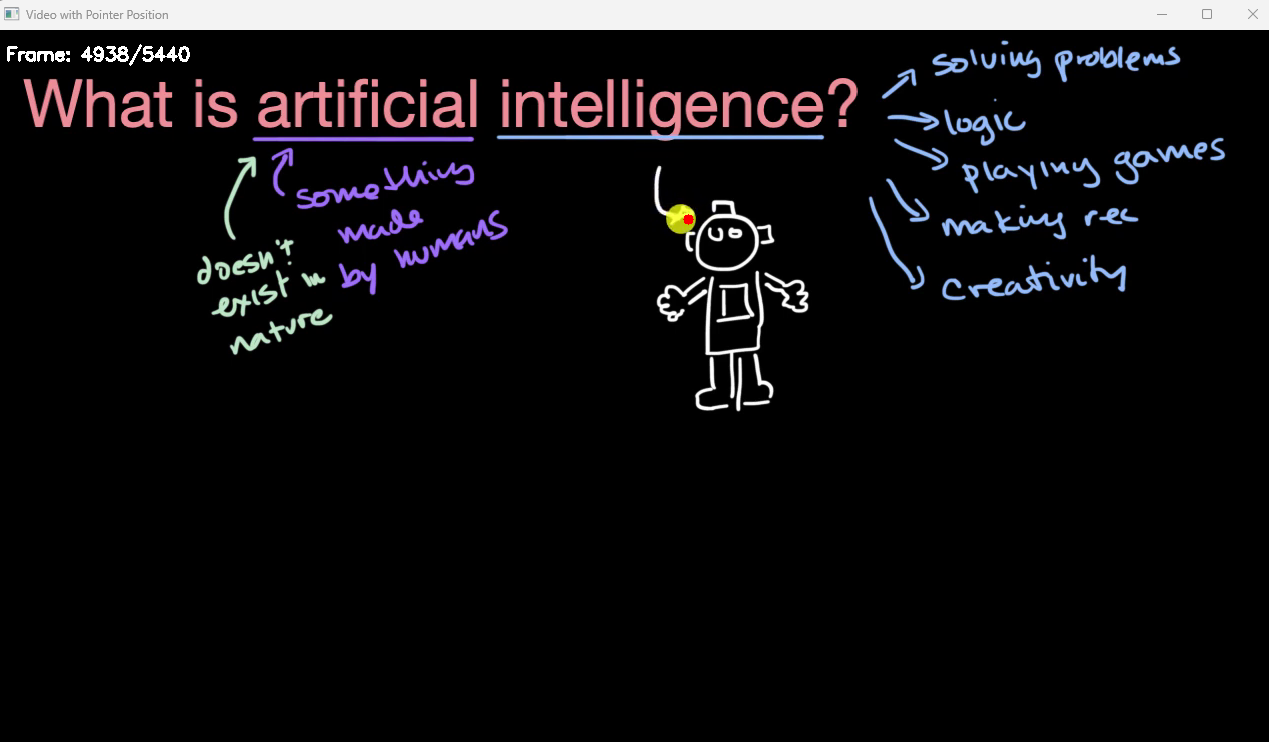 Video with Pointer Position
Frame: 4938/5440
What is artificial intelligence?
solving problems
logic
playing games
making rec
creativity
something
made
by humans
doesn't
exist in
nature